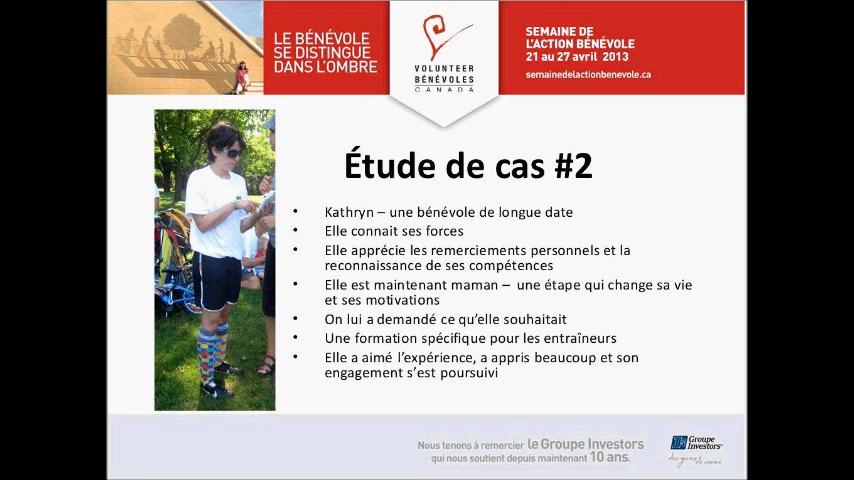 LE BÉNÉVOLE
SE DISTINGUE
DANS L'OMBRE
VOLUNTEER
BÉNÉVOLES
CANADA
SEMAINE DE
L'ACTION BÉNÉVOLE
21 au 27 avril 2013
semainedelactionbenevole.ca
Étude de cas #2
• Kathryn – une bénévole de longue date
• Elle connait ses forces
• Elle apprécie les remerciements personnels et la
reconnaissance de ses compétences
• Elle est maintenant maman – une étape qui change sa vie
et ses motivations
• On lui a demandé ce qu'elle souhaitait
• Une formation spécifique pour les entraîneurs
• Elle a aimé l'expérience, a appris beaucoup et son
engagement s'est poursuivi
Nous tenons à remercier le Groupe Investors
qui nous soutient depuis maintenant 10 ans.
Groupe
Investors